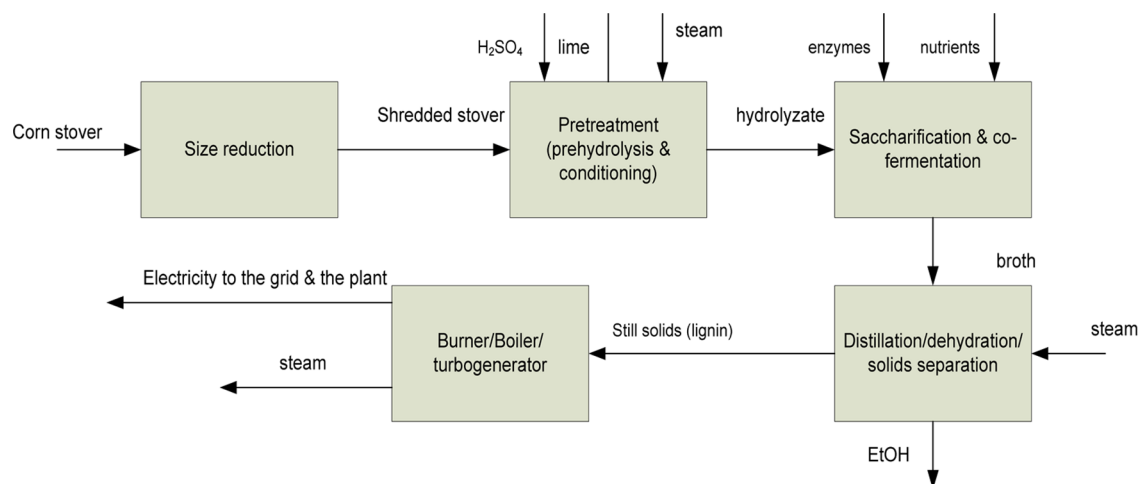 H₂SO₄
lime
steam
enzymes
nutrients
Corn stover
Size reduction
Shredded stover
Pretreatment
(prehydrolysis &
conditioning)
hydrolyzate
Saccharification & co-
fermentation
broth
Electricity to the grid & the plant
steam
Burner/Boiler/
turbogenerator
Still solids (lignin)
Distillation/dehydration/
solids separation
steam
EtOH